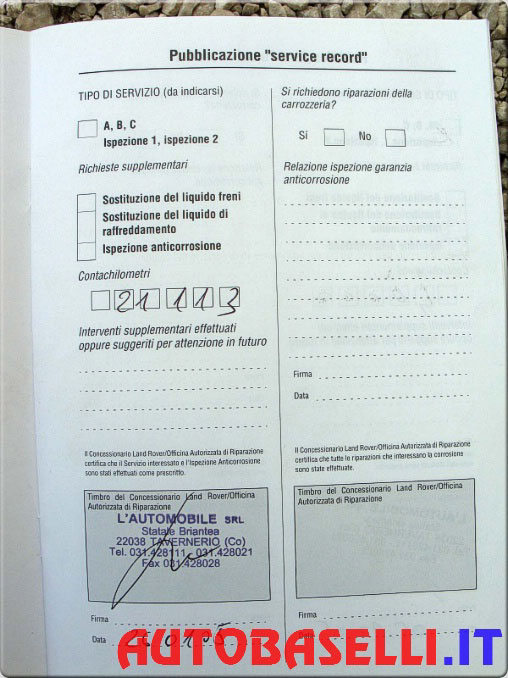 Pubblicazione "service record"
TIPO DI SERVIZIO (da indicarsi)
A, B, C
Ispezione 1, ispezione 2
Richieste supplementari
Sostituzione del liquido freni
Sostituzione del liquido di
raffreddamento
Ispezione anticorrosione
Contachilometri
21113
Interventi supplementari effettuati
oppure suggeriti per attenzione in futuro
Il Concessionario Land Rover/Officina Autorizzata di Riparazione
certifica che il Servizio interessato e l'Ispezione Anticorrosione
sono stati effettuati come prescritto.
Timbro del Concessionario Land Rover/Officina
Autorizzata di Riparazione
L'AUTOMOBILE SRL
Statale Briantea
22038 TAVERNERIO (Co)
Tel. 031.428111 - 031.428021
Fax 031.428028
Firma
Data
Si richiedono riparazioni della
carrozzeria?
Sì No
Relazione ispezione garanzia
anticorrosione
Firma
Data
Il Concessionario Land Rover/Officina Autorizzata di Riparazione
certifica che tutte le riparazioni che interessano la corrosione
sono state effettuate.
Timbro del Concessionario Land Rover/Officina
Autorizzata di Riparazione
Firma
AUTOBASELLI.IT